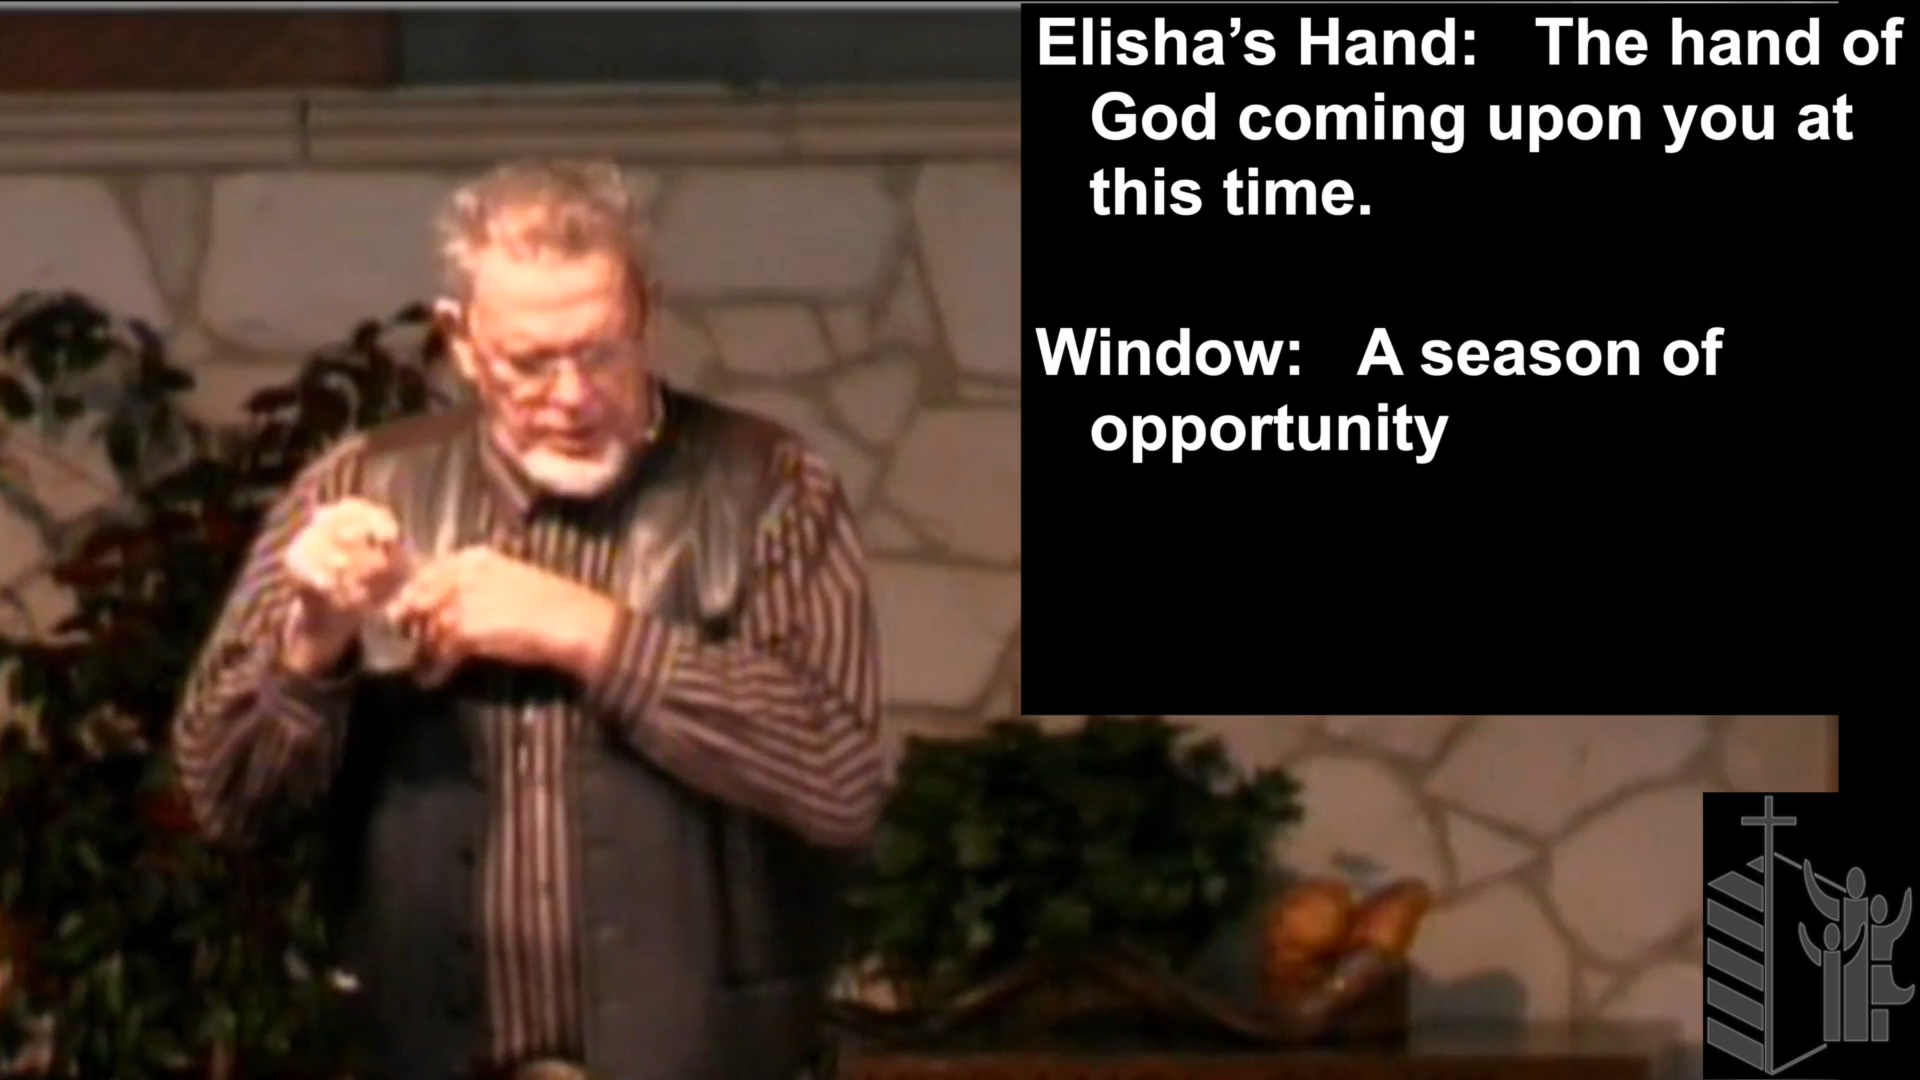 Elisha’s Hand: The hand of
God coming upon you at
this time.
Window: A season of
opportunity